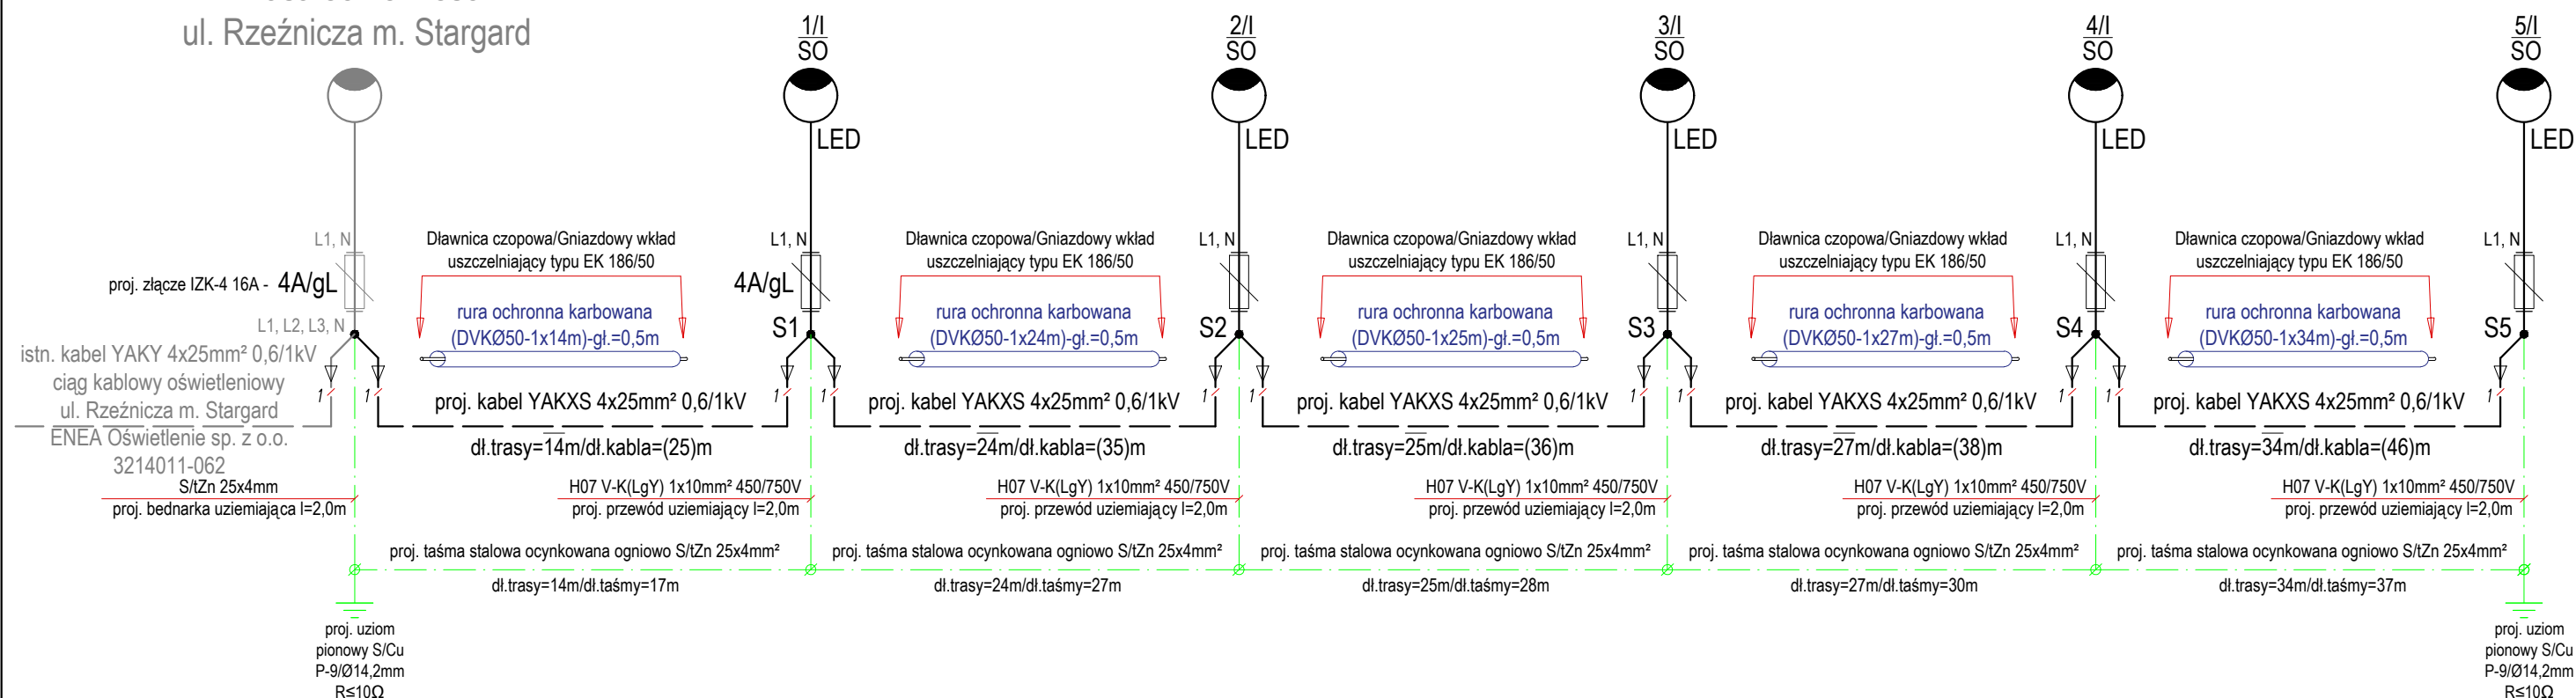 ul. Rzeźnicza m. Stargard
1/I
SO
2/I
SO
3/I
SO
4/I
SO
5/I
SO
LED
LED
LED
LED
LED
L1, N
proj. złącze IZK-4 16A - 4A/gL
L1, L2, L3, N
istn. kabel YAKY 4x25mm² 0,6/1kV
ciąg kablowy oświetleniowy
ul. Rzeźnicza m. Stargard
ENEA Oświetlenie sp. z o.o.
3214011-062
1
1
S/tZn 25x4mm
proj. bednarka uziemiająca l=2,0m
Dławnica czopowa/Gniazdowy wkład
uszczelniający typu EK 186/50
rura ochronna karbowana
(DVKØ50-1x14m)-gł.=0,5m
proj. kabel YAKXS 4x25mm² 0,6/1kV
dł.trasy=14m/dł.kabla=(25)m
L1, N
4A/gL
S1
1
1
H07 V-K(LgY) 1x10mm² 450/750V
proj. przewód uziemiający l=2,0m
Dławnica czopowa/Gniazdowy wkład
uszczelniający typu EK 186/50
rura ochronna karbowana
(DVKØ50-1x24m)-gł.=0,5m
proj. kabel YAKXS 4x25mm² 0,6/1kV
dł.trasy=24m/dł.kabla=(35)m
L1, N
S2
1
1
H07 V-K(LgY) 1x10mm² 450/750V
proj. przewód uziemiający l=2,0m
Dławnica czopowa/Gniazdowy wkład
uszczelniający typu EK 186/50
rura ochronna karbowana
(DVKØ50-1x25m)-gł.=0,5m
proj. kabel YAKXS 4x25mm² 0,6/1kV
dł.trasy=25m/dł.kabla=(36)m
L1, N
S3
1
1
H07 V-K(LgY) 1x10mm² 450/750V
proj. przewód uziemiający l=2,0m
Dławnica czopowa/Gniazdowy wkład
uszczelniający typu EK 186/50
rura ochronna karbowana
(DVKØ50-1x27m)-gł.=0,5m
proj. kabel YAKXS 4x25mm² 0,6/1kV
dł.trasy=27m/dł.kabla=(38)m
L1, N
S4
1
1
H07 V-K(LgY) 1x10mm² 450/750V
proj. przewód uziemiający l=2,0m
Dławnica czopowa/Gniazdowy wkład
uszczelniający typu EK 186/50
rura ochronna karbowana
(DVKØ50-1x34m)-gł.=0,5m
proj. kabel YAKXS 4x25mm² 0,6/1kV
dł.trasy=34m/dł.kabla=(46)m
L1, N
S5
1
H07 V-K(LgY) 1x10mm² 450/750V
proj. przewód uziemiający l=2,0m
proj. taśma stalowa ocynkowana ogniowo S/tZn 25x4mm²
dł.trasy=14m/dł.taśmy=17m
proj. taśma stalowa ocynkowana ogniowo S/tZn 25x4mm²
dł.trasy=24m/dł.taśmy=27m
proj. taśma stalowa ocynkowana ogniowo S/tZn 25x4mm²
dł.trasy=25m/dł.taśmy=28m
proj. taśma stalowa ocynkowana ogniowo S/tZn 25x4mm²
dł.trasy=27m/dł.taśmy=30m
proj. taśma stalowa ocynkowana ogniowo S/tZn 25x4mm²
dł.trasy=34m/dł.taśmy=37m
proj. uziom
pionowy S/Cu
P-9/Ø14,2mm
R≤10Ω
proj. uziom
pionowy S/Cu
P-9/Ø14,2mm
R≤10Ω